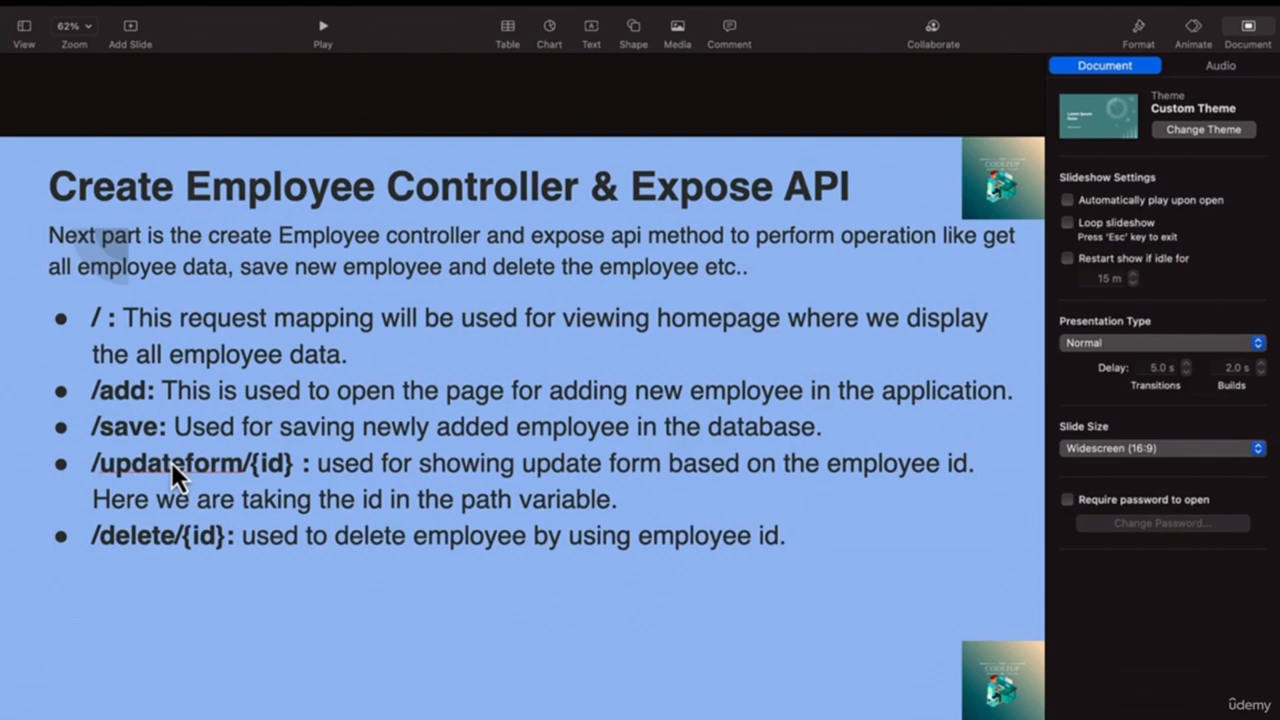 View
62%
Zoom
Add Slide
Play
Table
Chart
Text
Shape
Media
Comment
Collaborate
Format
Animate
Document
Document
Audio
Theme
Custom Theme
Change Theme
Slideshow Settings
Automatically play upon open
Loop slideshow
Press 'Esc' key to exit
Restart show if idle for
15 m
Presentation Type
Normal
Delay: 5.0 s 2.0 s
Transitions Builds
Slide Size
Widescreen (16:9)
Require password to open
Change Password...
CODEZUP
Create Employee Controller & Expose API
Next part is the create Employee controller and expose api method to perform operation like get
all employee data, save new employee and delete the employee etc..
● / : This request mapping will be used for viewing homepage where we display
the all employee data.
● /add: This is used to open the page for adding new employee in the application.
● /save: Used for saving newly added employee in the database.
● /updateform/{id} : used for showing update form based on the employee id.
Here we are taking the id in the path variable.
● /delete/{id}: used to delete employee by using employee id.
CODEZUP
ûdemy